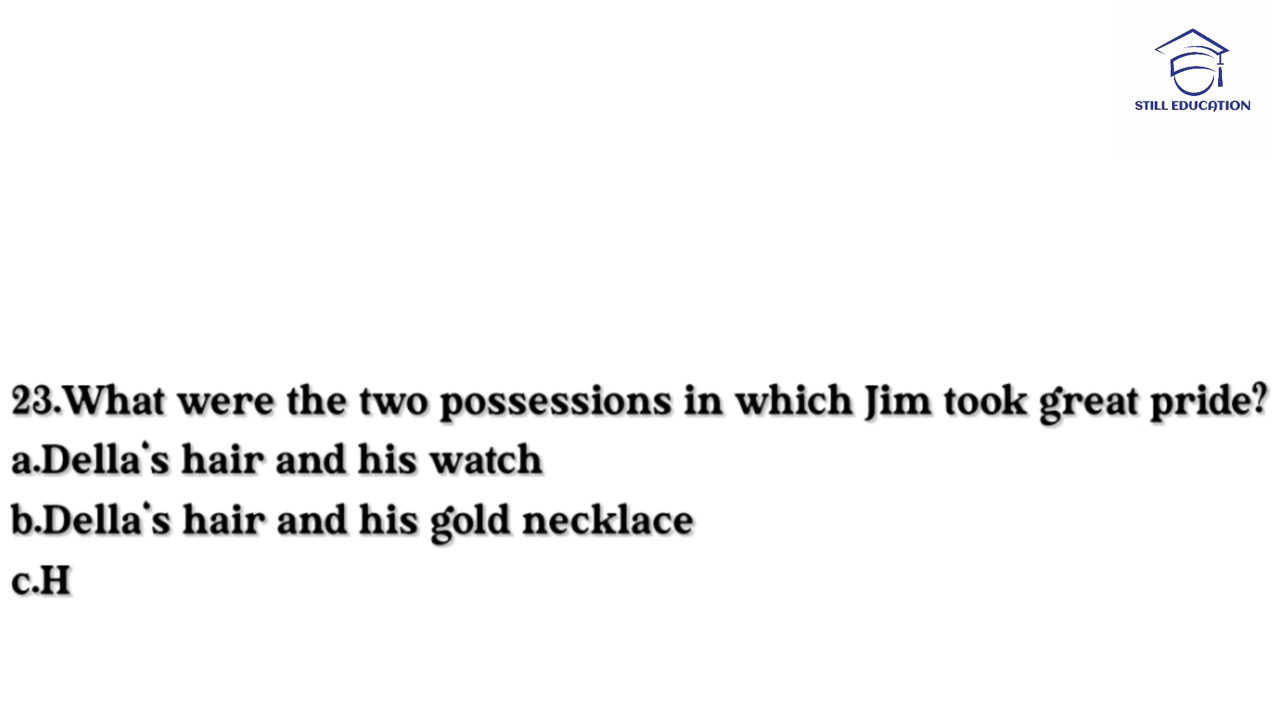 STILL EDUCATION
23.What were the two possessions in which Jim took great pride?
a.Della‘s hair and his watch
b.Della‘s hair and his gold necklace
c.H